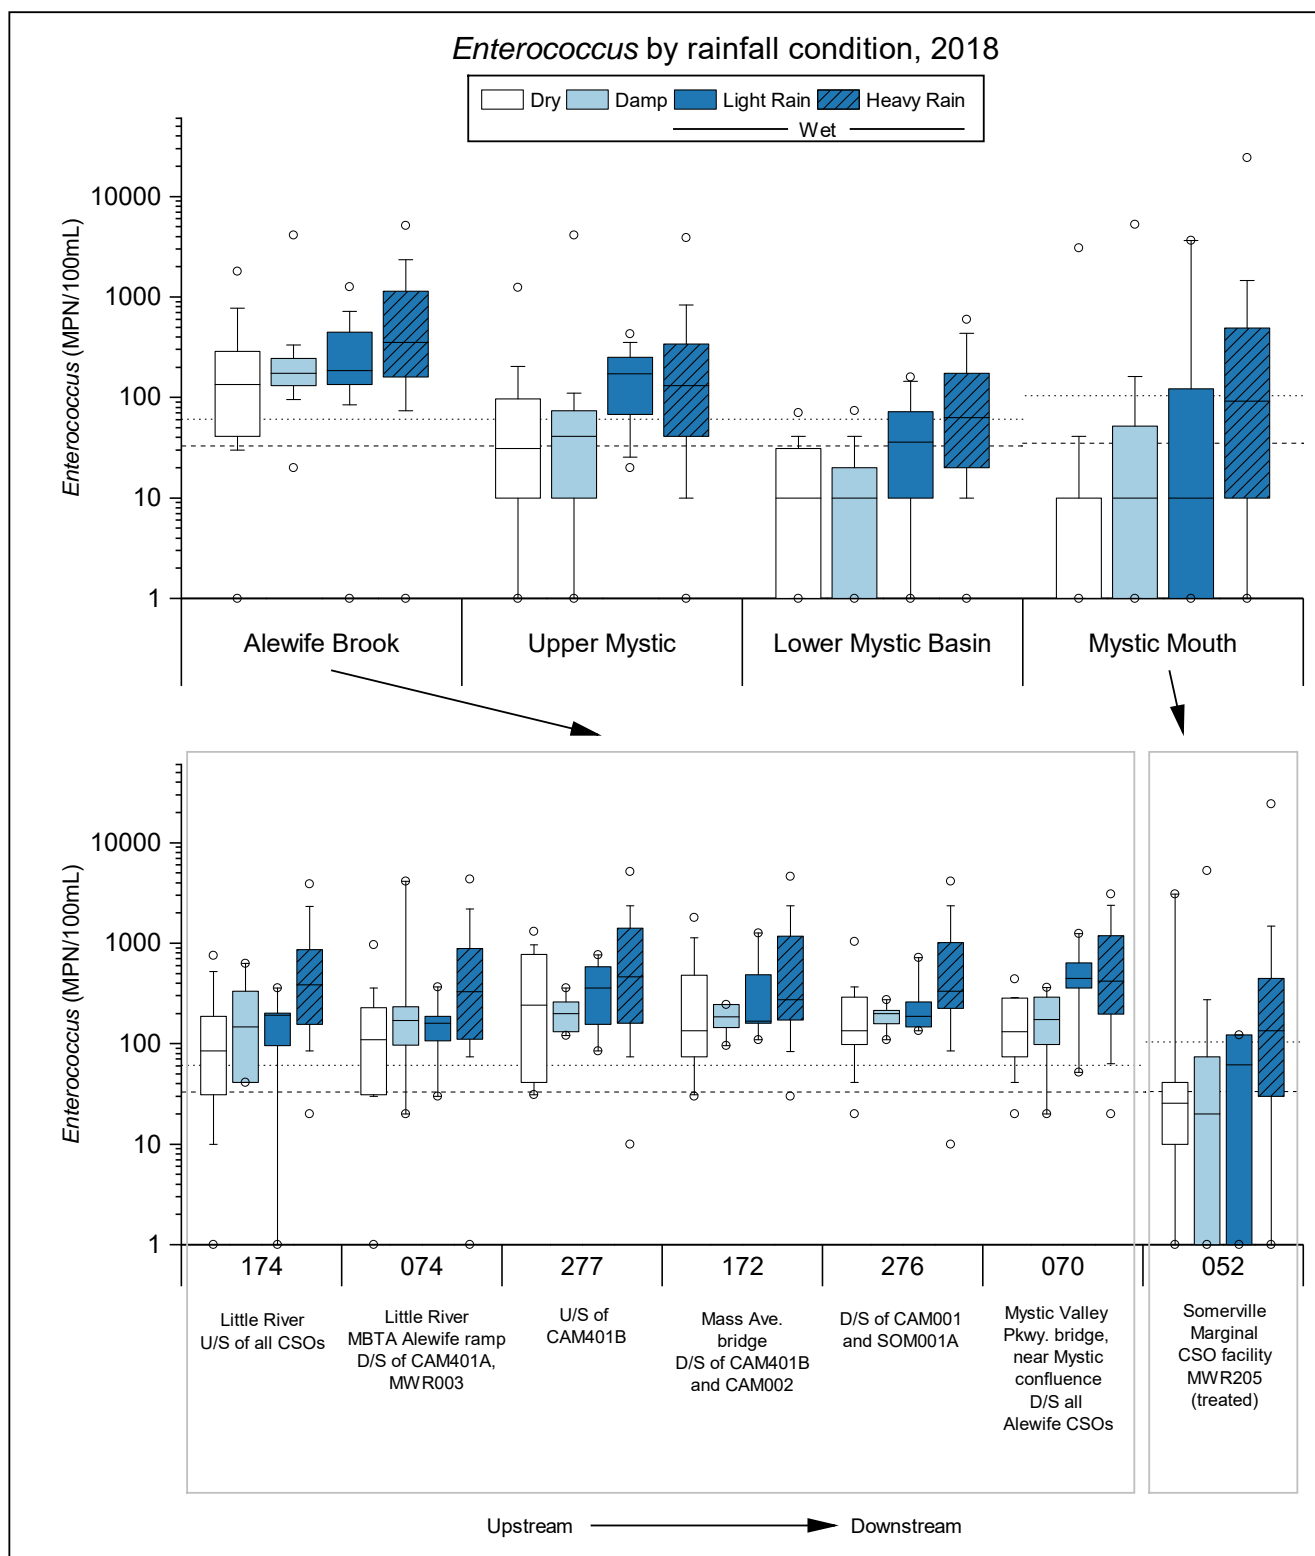 Enterococcus by rainfall condition, 2018
Dry Damp Light Rain Heavy Rain
Wet
Enterococcus (MPN/100mL)
10000
1000
100
10
1
Alewife Brook Upper Mystic Lower Mystic Basin Mystic Mouth
Enterococcus (MPN/100mL)
10000
1000
100
10
1
174 074 277 172 276 070 052
Little River
U/S of all CSOs
Little River
MBTA Alewife ramp
D/S of CAM401A,
MWR003
U/S of
CAM401B
Mass Ave.
bridge
D/S of CAM401B
and CAM002
D/S of CAM001
and SOM001A
Mystic Valley
Pkwy. bridge,
near Mystic
confluence
D/S all
Alewife CSOs
Somerville
Marginal
CSO facility
MWR205
(treated)
Upstream Downstream